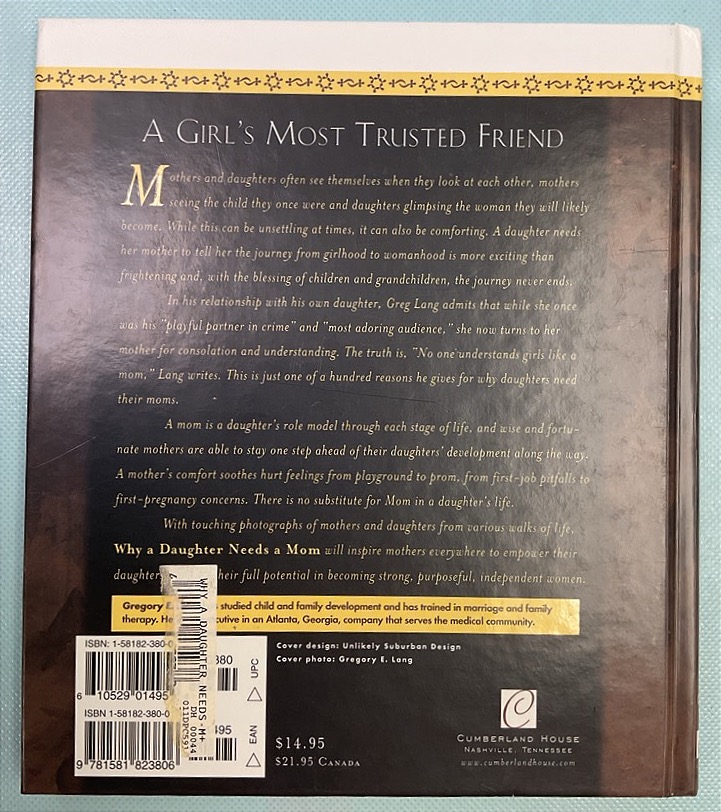 A Girl's Most Trusted Friend
Mothers and daughters often see themselves when they look at each other, mothers
seeing the child they once were and daughters glimpsing the woman they will likely
become. While this can be unsettling at times, it can also be comforting. A daughter needs
her mother to tell her the journey from girlhood to womanhood is more exciting than
frightening and, with the blessing of children and grandchildren, the journey never ends.
In his relationship with his own daughter, Greg Lang admits that while she once
was his "playful partner in crime" and "most adoring audience," she now turns to her
mother for consolation and understanding. The truth is, "No one understands girls like a
mom," Lang writes. This is just one of a hundred reasons he gives for why daughters need
their moms.
A mom is a daughter's role model through each stage of life, and wise and fortu-
nate mothers are able to stay one step ahead of their daughters' development along the way.
A mother's comfort soothes hurt feelings from playground to prom, from first-job pitfalls to
first-pregnancy concerns. There is no substitute for Mom in a daughter's life.
With touching photographs of mothers and daughters from various walks of life,
Why a Daughter Needs a Mom will inspire mothers everywhere to empower their
daughter heir full potential in becoming strong, purposeful, independent women.
Gregory E. studied child and family development and has trained in marriage and family
therapy. He cutive in an Atlanta, Georgia, company that serves the medical community.
ISBN: 1-58182-380-
380
UPC
6 10529 01495
ISBN: 1-58182-380-
495
EAN
9 781581 823806
WHY A DAUGHTER NEEDS -M+
DH 00044
Cover design: Unlikely Suburban Design
Cover photo: Gregory E. Lang
$14.95
$21.95 Canada
C
Cumberland House
Nashville, Tennessee
www.cumberlandhouse.com